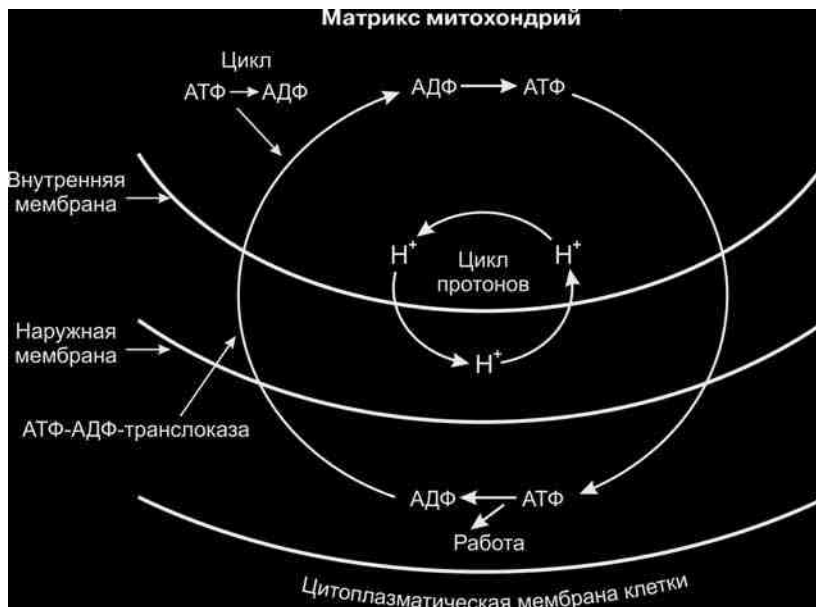 Матрикс митохондрий
Цикл
АТФ АДФ
АДФ АТФ
Внутренняя
мембрана
H⁺ H⁺
Цикл
протонов
H⁺
Наружная
мембрана
АТФ-АДФ-транслоказа
АДФ АТФ
Работа
Цитоплазматическая мембрана клетки